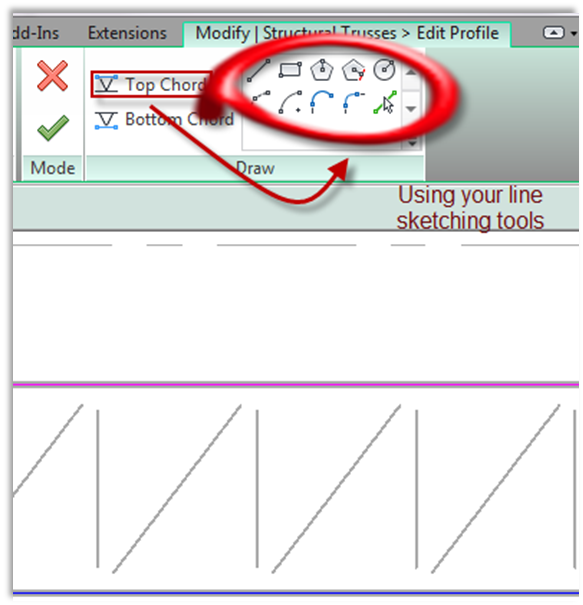 dd-Ins Extensions Modify | Structural Trusses > Edit Profile
Top Chord
Bottom Chord
Mode Draw
Using your line
sketching tools